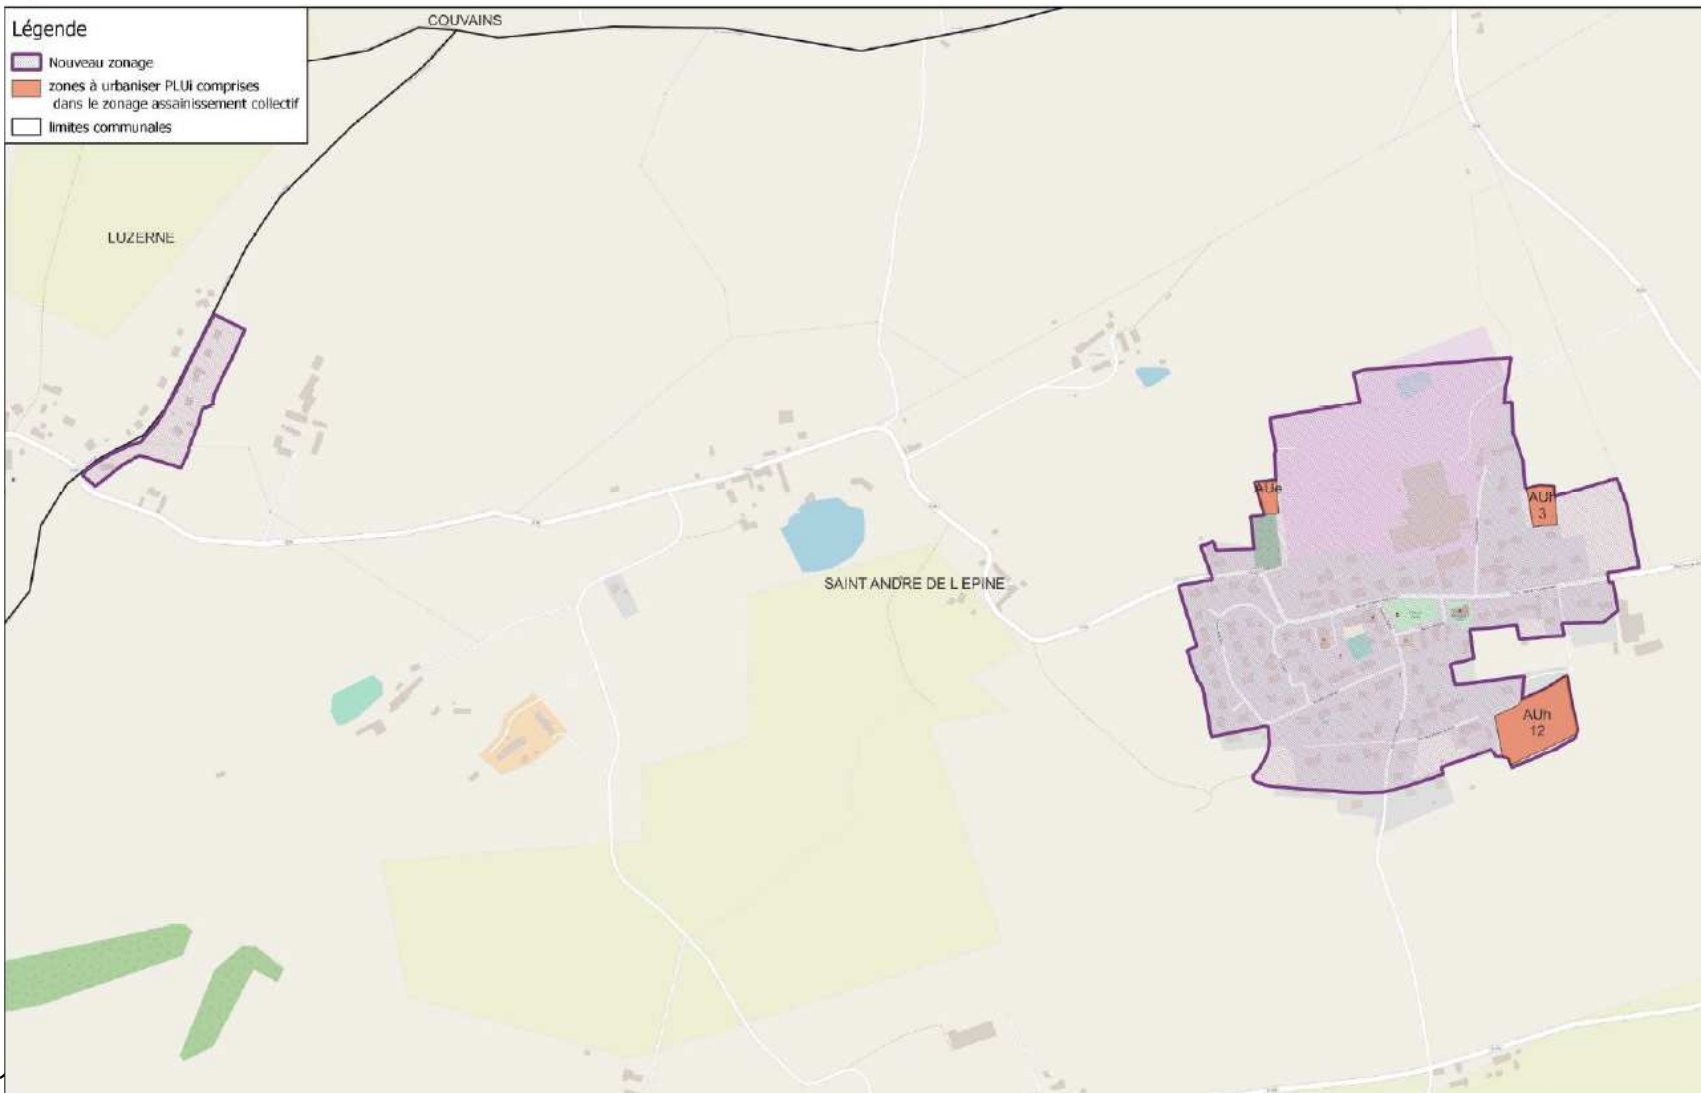 Légende
Nouveau zonage
zones à urbaniser PLUi comprises
dans le zonage assainissement collectif
limites communales
COUVAINS
LUZERNE
SAINT ANDRE DE L EPINE
AUe
AUh
3
AUh
12